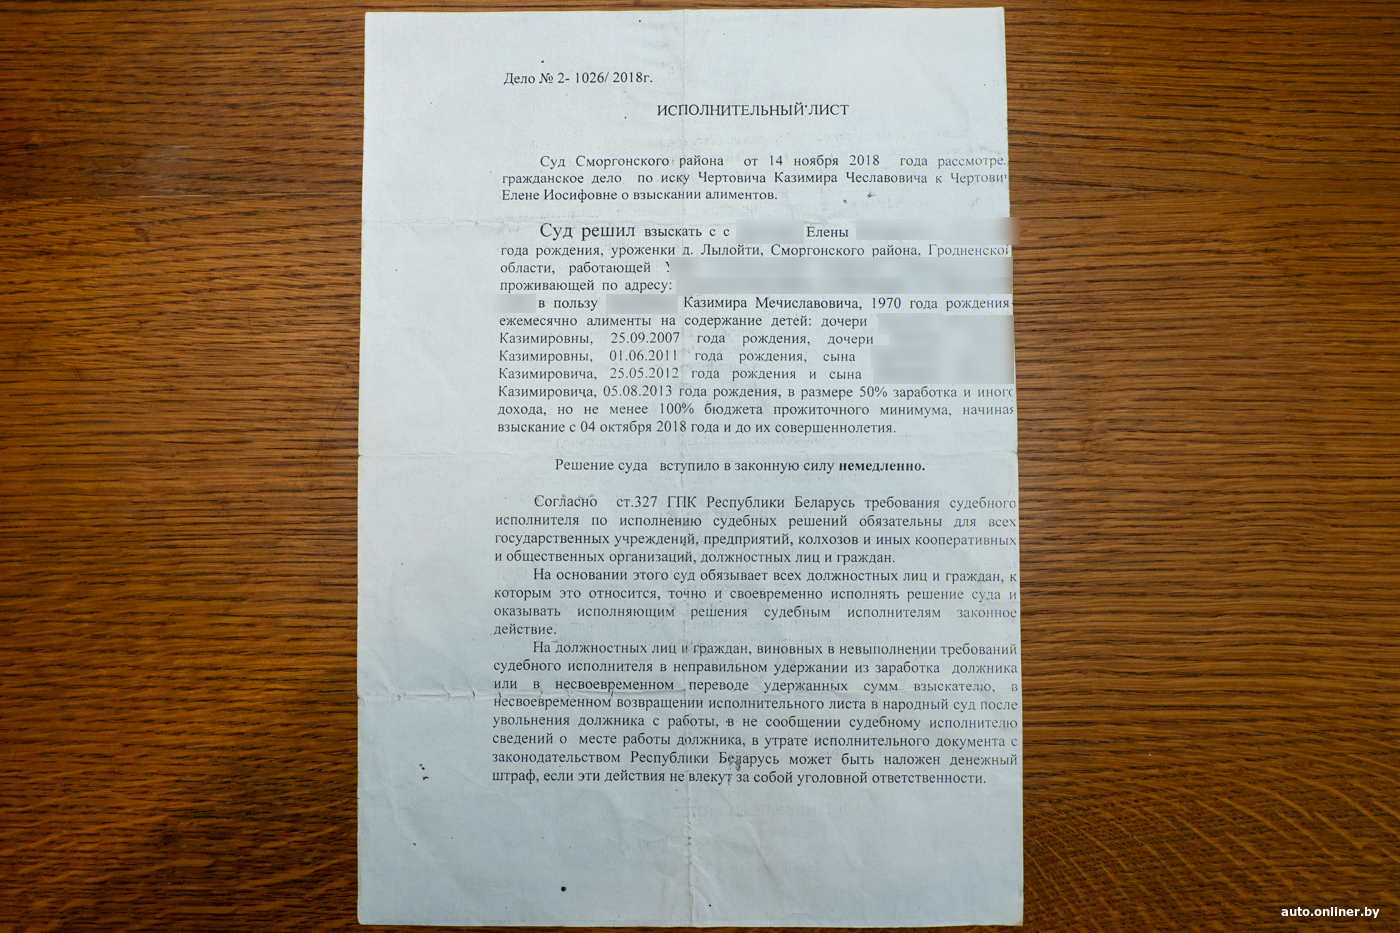 Дело № 2- 1026/ 2018г.
ИСПОЛНИТЕЛЬНЫЙ ЛИСТ
Суд Сморгонского района от 14 ноября 2018 года рассмотре
гражданское дело по иску Чертовича Казимира Чеславовича к Чертови
Елене Иосифовне о взыскании алиментов.
Суд решил взыскать с с Елены
года рождения, уроженки д. Лылойти, Сморгонского района, Гродненской
области, работающей
проживающей по адресу:
в пользу Казимира Мечиславовича, 1970 года рождения
ежемесячно алименты на содержание детей: дочери
Казимировны, 25.09.2007 года рождения, дочери
Казимировны, 01.06.2011 года рождения, сына
Казимировича, 25.05.2012 года рождения и сына
Казимировича, 05.08.2013 года рождения, в размере 50% заработка и иного
дохода, но не менее 100% бюджета прожиточного минимума, начиная
взыскание с 04 октября 2018 года и до их совершеннолетия.
Решение суда вступило в законную силу немедленно.
Согласно ст.327 ГПК Республики Беларусь требования судебного
исполнителя по исполнению судебных решений обязательны для всех
государственных учреждений, предприятий, колхозов и иных кооперативных
и общественных организаций, должностных лиц и граждан.
На основании этого суд обязывает всех должностных лиц и граждан, к
которым это относится, точно и своевременно исполнять решение суда и
оказывать исполняющим решения судебным исполнителям законное
действие.
На должностных лиц и граждан, виновных в невыполнении требований
судебного исполнителя в неправильном удержании из заработка должника
или в несвоевременном переводе удержанных сумм взыскателю, в
несвоевременном возвращении исполнительного листа в народный суд после
увольнения должника с работы, в не сообщении судебному исполнителю
сведений о месте работы должника, в утрате исполнительного документа с
законодательством Республики Беларусь может быть наложен денежный
штраф, если эти действия не влекут за собой уголовной ответственности.
auto.onliner.by